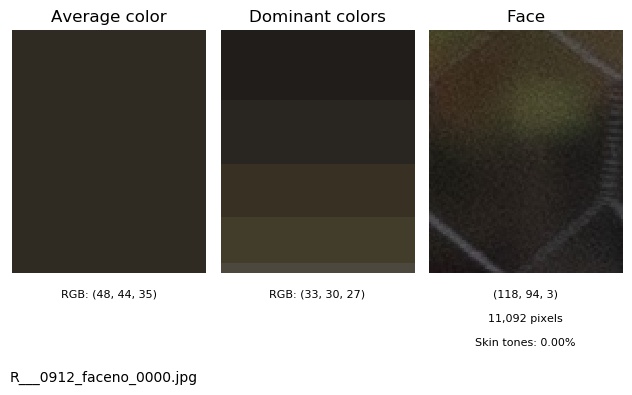 Average color
Dominant colors
Face
RGB: (48, 44, 35)
RGB: (33, 30, 27)
(118, 94, 3)
11,092 pixels
Skin tones: 0.00%
R___0912_faceno_0000.jpg